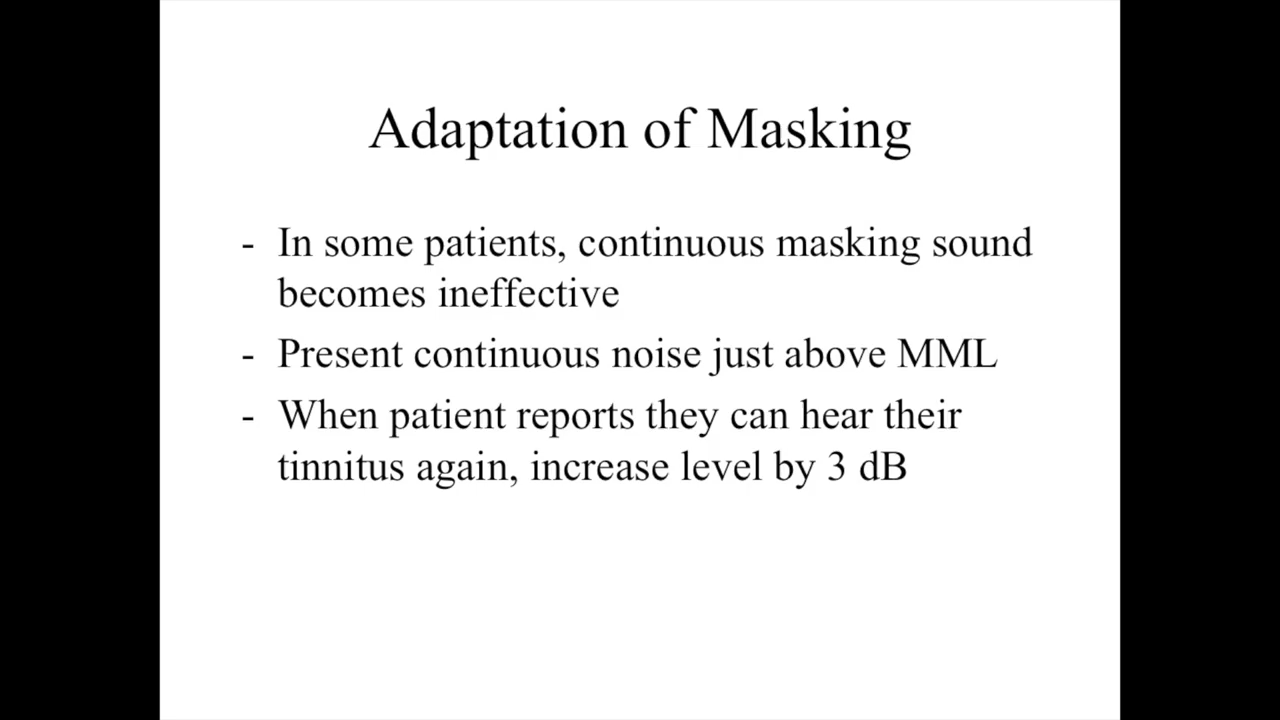 Adaptation of Masking
- In some patients, continuous masking sound
becomes ineffective
- Present continuous noise just above MML
- When patient reports they can hear their
tinnitus again, increase level by 3 dB